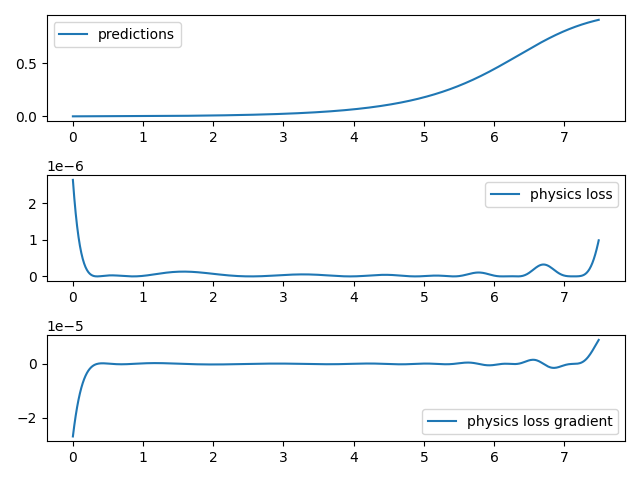 predictions
0.5
0.0
0 1 2 3 4 5 6 7
1e−6
physics loss
2
1
0
0 1 2 3 4 5 6 7
1e−5
0
−2
physics loss gradient
0 1 2 3 4 5 6 7